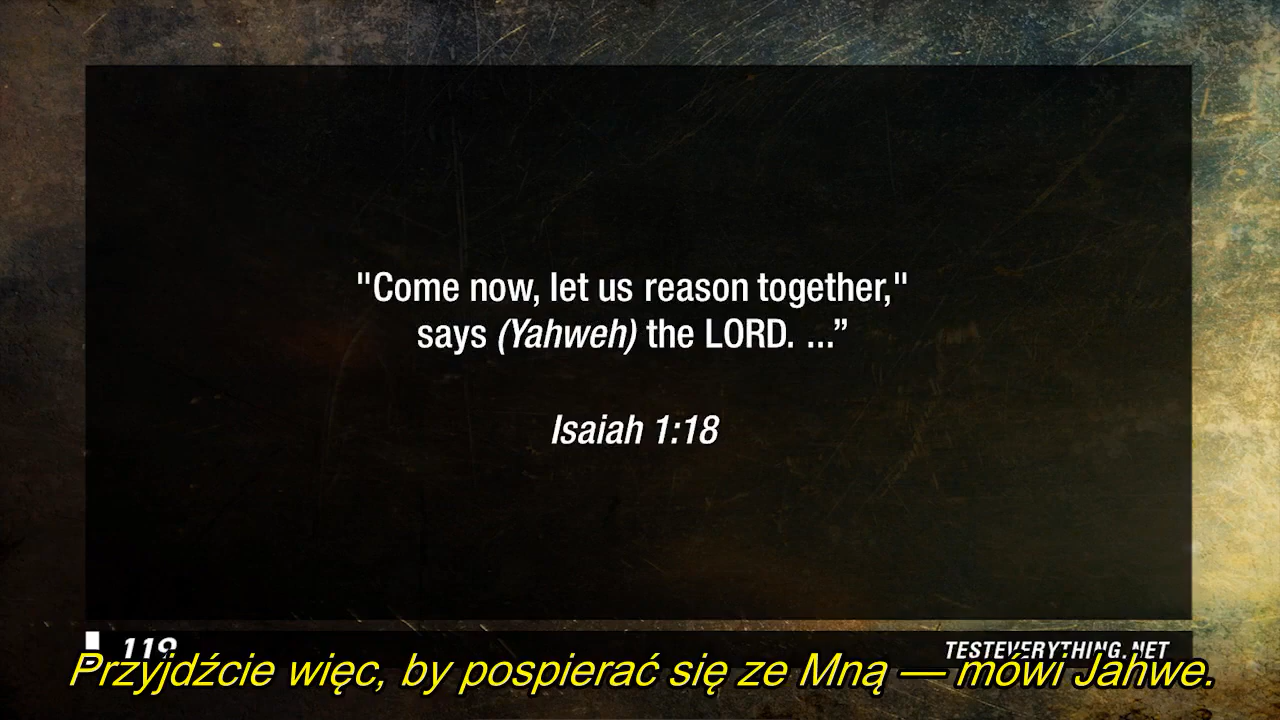 "Come now, let us reason together,"
says (Yahweh) the LORD. ...”
Isaiah 1:18
119
TESTEVERYTHING.NET
Przyjdźcie więc, by pospierać się ze Mną — mówi Jahwe.